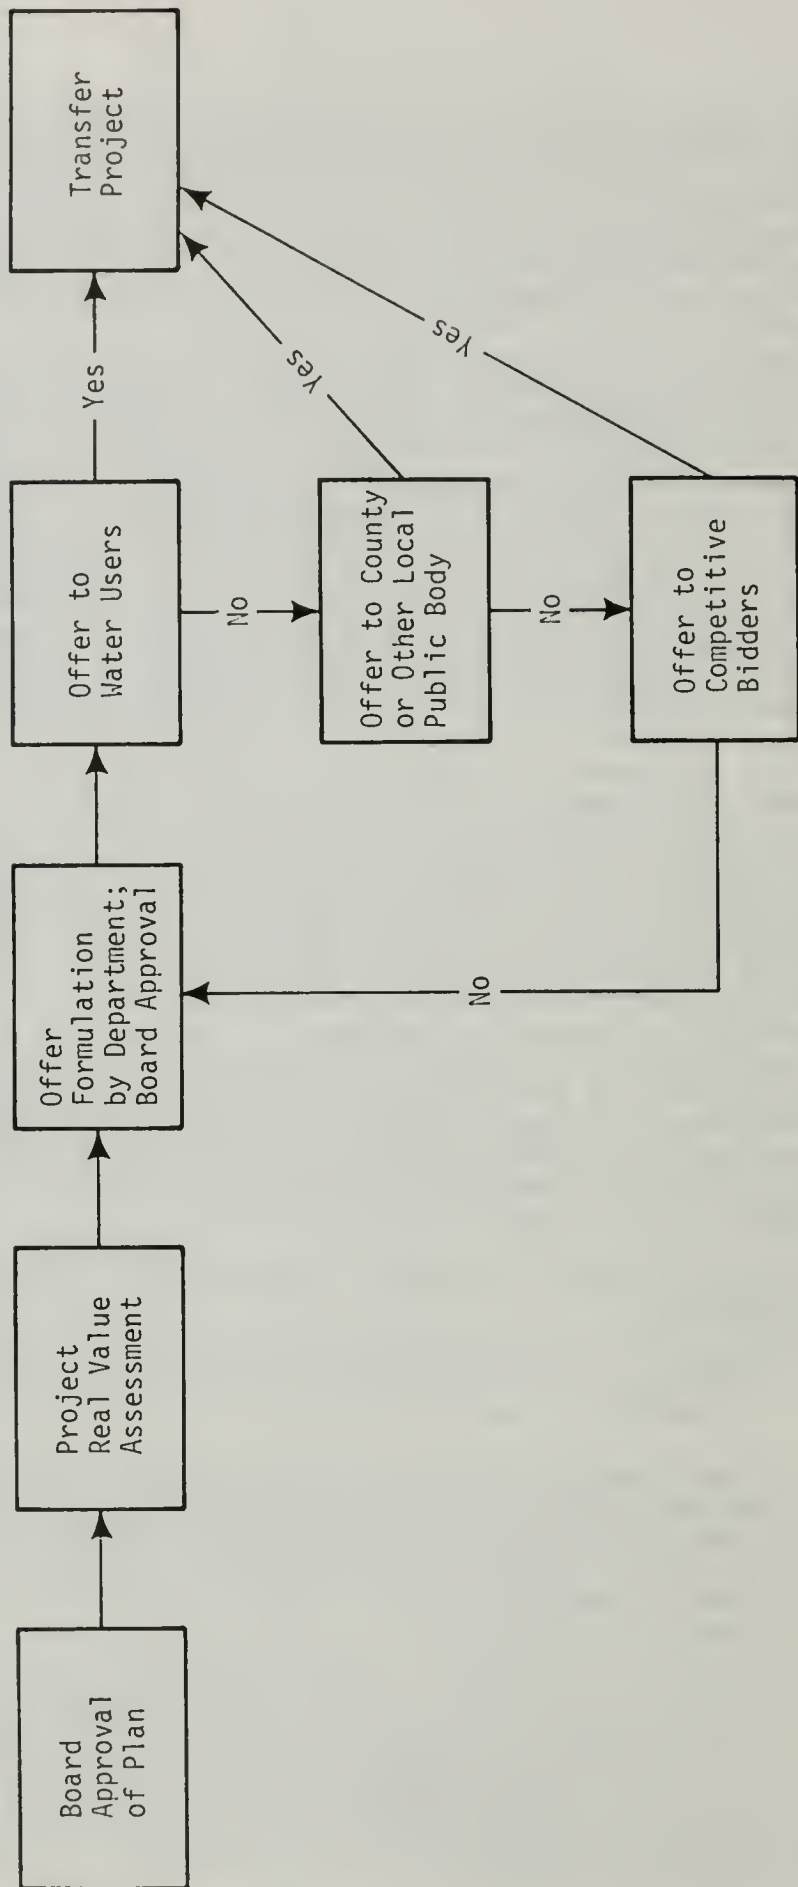 Board
Approval
of Plan
Project
Real Value
Assessment
Offer
Formulation
by Department;
Board Approval
Offer to
Water Users
Yes
Transfer
Project
No
Offer to County
or Other Local
Public Body
Yes
No
Offer to
Competitive
Bidders
Yes
No